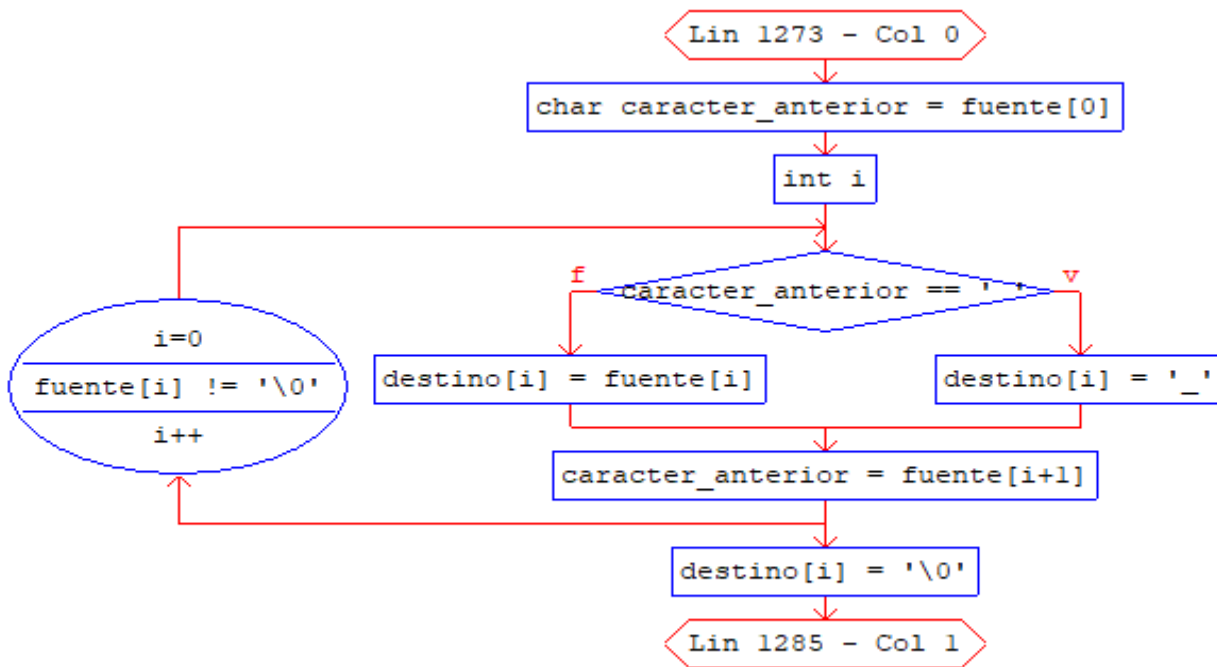 Lin 1273 - Col 0
char caracter_anterior = fuente[0]
int i
f
caracter_anterior == ' '
v
i=0
fuente[i] != '\0'
i++
destino[i] = fuente[i]
destino[i] = '_'
caracter_anterior = fuente[i+1]
destino[i] = '\0'
Lin 1285 - Col 1